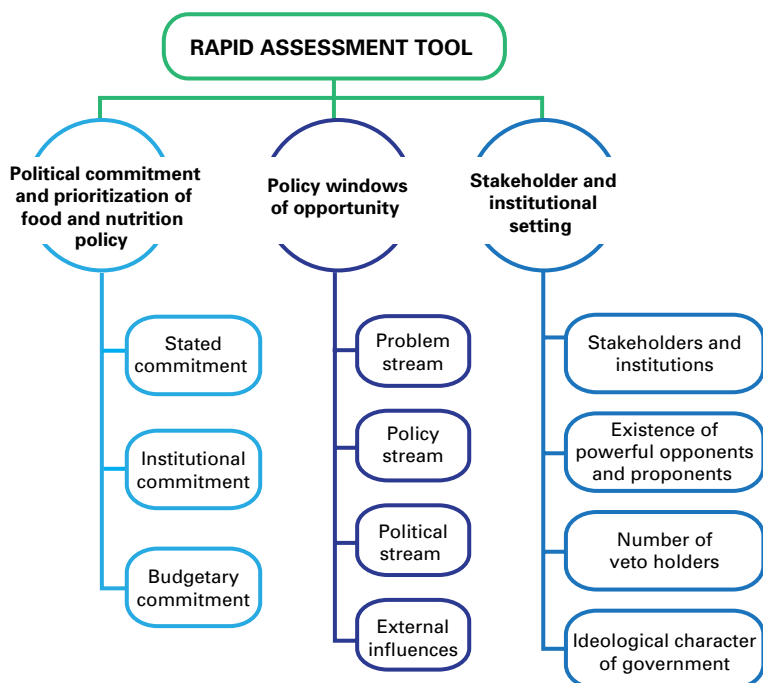 RAPID ASSESSMENT TOOL
Political commitment
and prioritization of
food and nutrition
policy
Stated
commitment
Institutional
commitment
Budgetary
commitment
Policy windows
of opportunity
Problem
stream
Policy
stream
Political
stream
External
influences
Stakeholder and
institutional
setting
Stakeholders and
institutions
Existence of
powerful opponents
and proponents
Number of
veto holders
Ideological character
of government